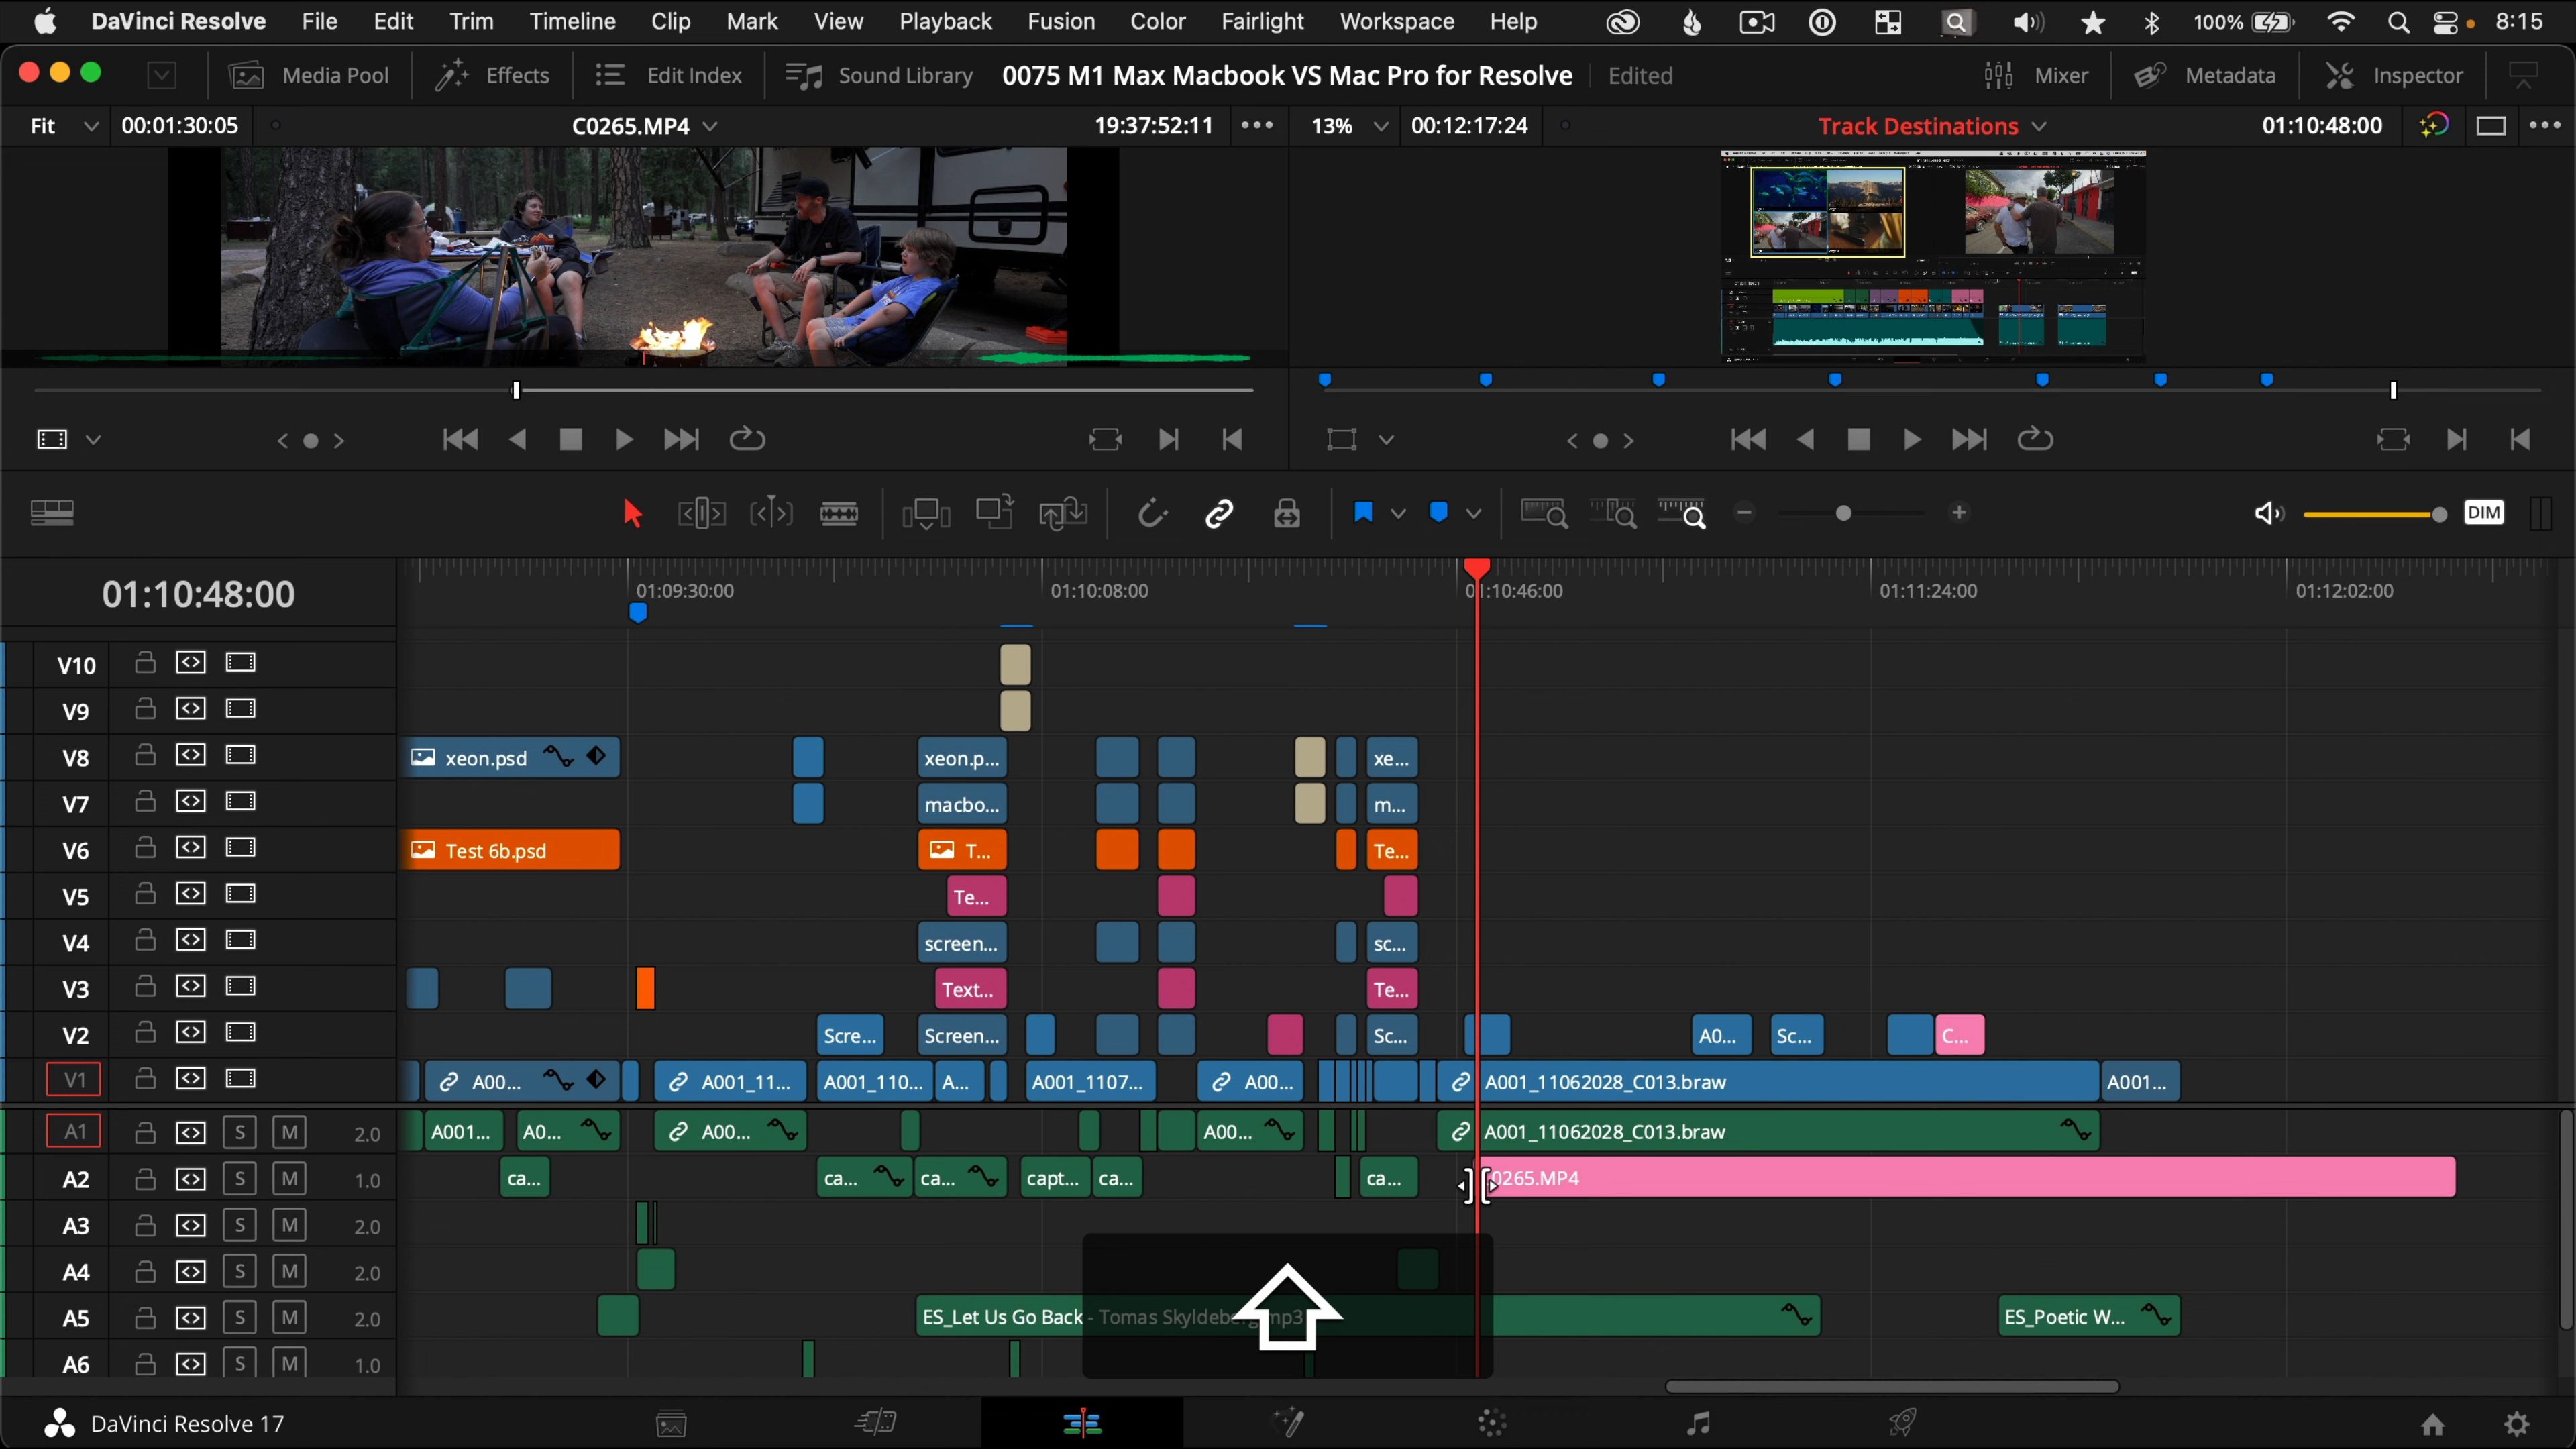 DaVinci Resolve File Edit Trim Timeline Clip Mark View Playback Fusion Color Fairlight Workspace Help 100% 8:15
Media Pool Effects Edit Index Sound Library 0075 M1 Max Macbook VS Mac Pro for Resolve Edited Mixer Metadata Inspector
Fit 00:01:30:05 C0265.MP4 19:37:52:11 ••• 13% 00:12:17:24 Track Destinations 01:10:48:00 •••
DIM
01:10:48:00
01:09:30:00 01:10:08:00 01:10:46:00 01:11:24:00 01:12:02:00
V10
V9
V8 xeon.psd xeon.p... xe...
V7 macbo... m...
V6 Test 6b.psd T... Te...
V5 Te...
V4 screen... sc...
V3 Text... Te...
V2 Scre... Screen... Sc... A0... Sc... C...
V1 A00... A001_11... A001_110... A... A001_1107... A00... A001_11062028_C013.braw A001...
A1 S M 2.0 A001... A0... A00... A00... A001_11062028_C013.braw
A2 S M 1.0 ca... ca... ca... capt... ca... ca... 0265.MP4
A3 S M 2.0
A4 S M 2.0
A5 S M 2.0 ES_Let Us Go Back - Tomas Skyldeberg.mp3 ES_Poetic W...
A6 S M 1.0
DaVinci Resolve 17